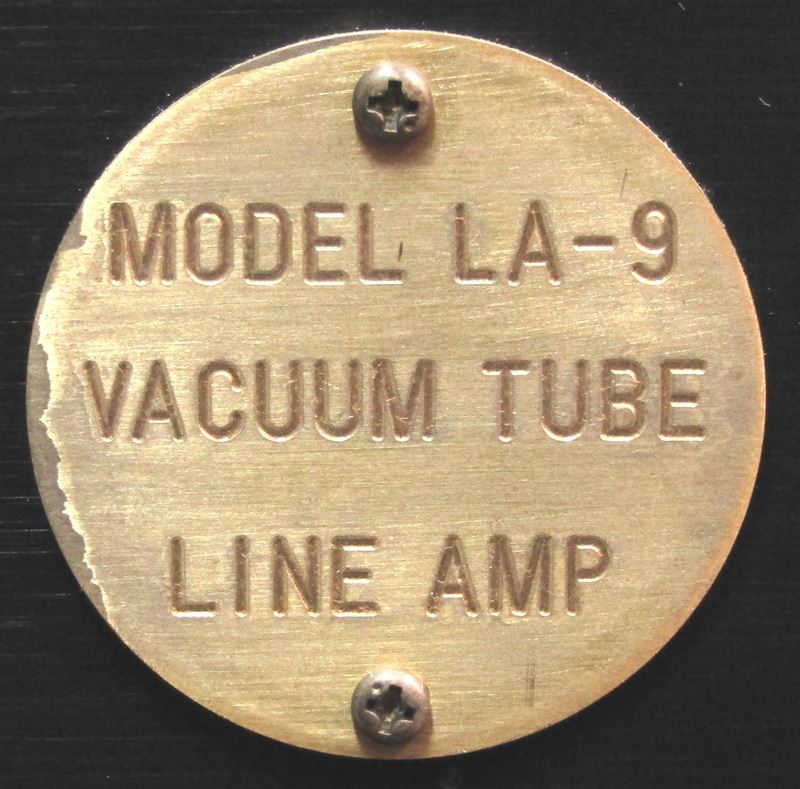 MODEL LA-9
VACUUM TUBE
LINE AMP